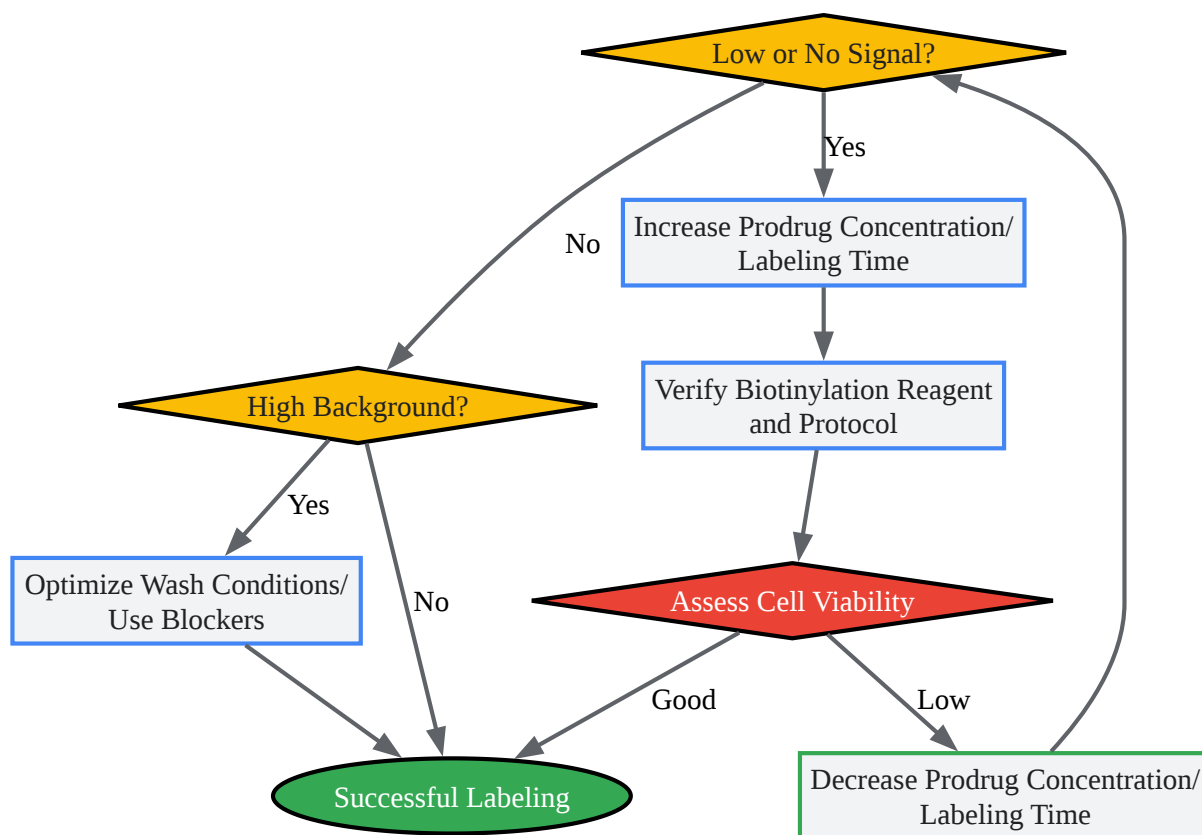 Low or No Signal?
Yes
No
Increase Prodrug Concentration/
Labeling Time
Verify Biotinylation Reagent
and Protocol
High Background?
Yes
No
Optimize Wash Conditions/
Use Blockers
Assess Cell Viability
Good
Low
Successful Labeling
Decrease Prodrug Concentration/
Labeling Time